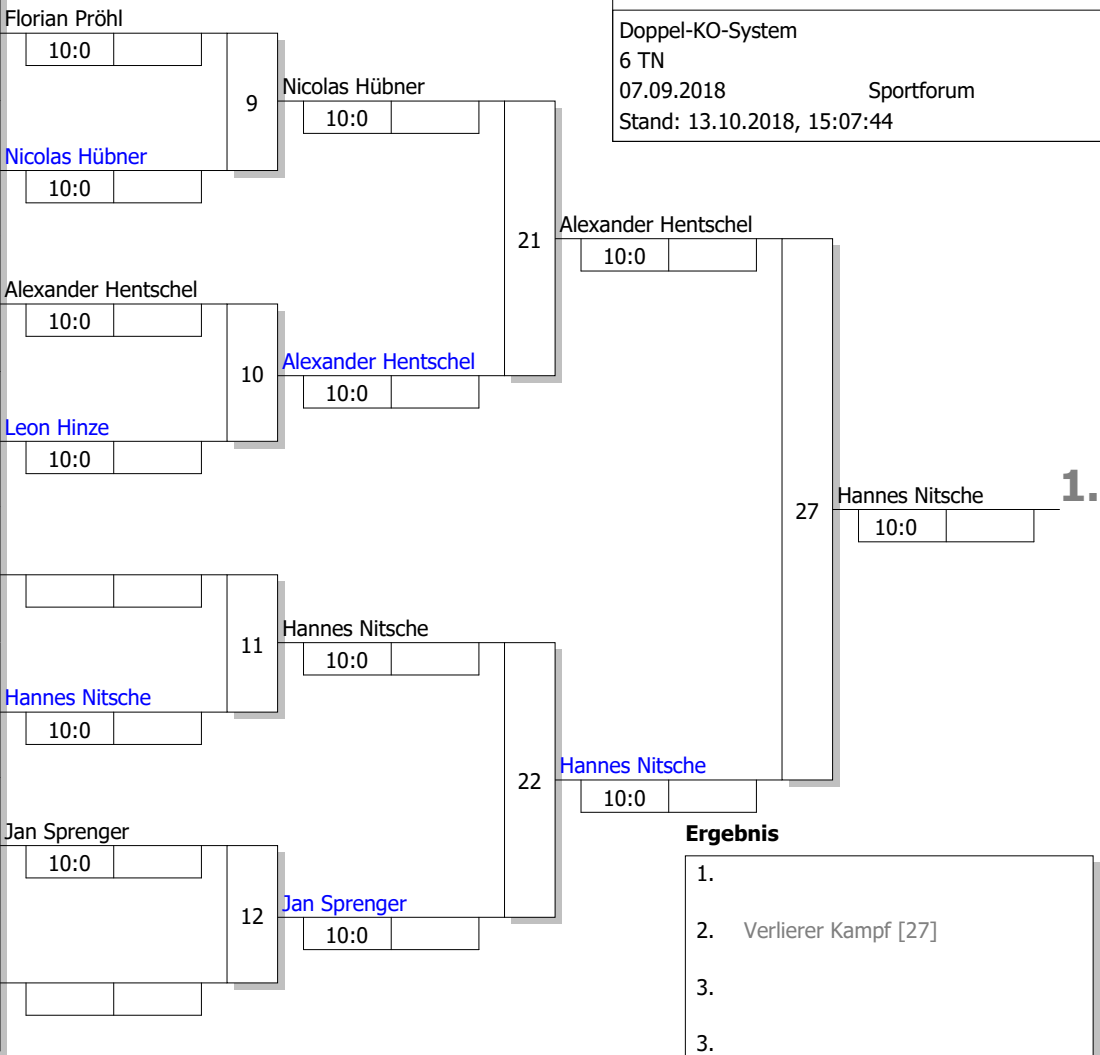 Florian Pröhl
10:0
9
Nicolas Hübner
10:0
Nicolas Hübner
10:0
Doppel-KO-System
6 TN
07.09.2018 Sportforum
Stand: 13.10.2018, 15:07:44
21
Alexander Hentschel
10:0
Alexander Hentschel
10:0
10
Alexander Hentschel
10:0
Leon Hinze
10:0
27
Hannes Nitsche
1.
10:0
11
Hannes Nitsche
10:0
Hannes Nitsche
10:0
22
Hannes Nitsche
10:0
Jan Sprenger
10:0
12
Jan Sprenger
10:0
Ergebnis
1.
2. Verlierer Kampf [27]
3.
3.